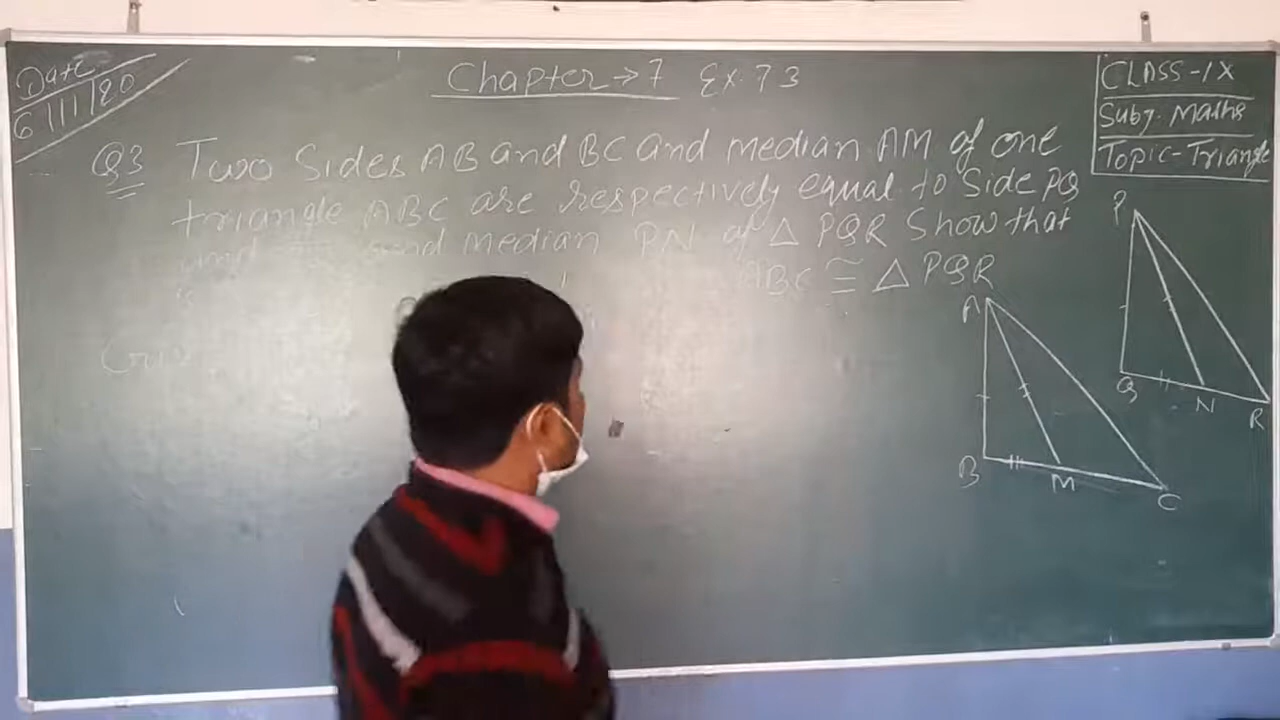 Date
6/11/20
Chapter → 7 Ex. 7.3
CLASS-IX
Subj. Maths
Topic-Triangle
Q3 Two Sides AB and BC and median AM of one
triangle ABC are respectively equal to Side PQ
and and median PN of △ PQR Show that
ABC ≅ △ PQR
P
Q
N
R
A
B
M
C